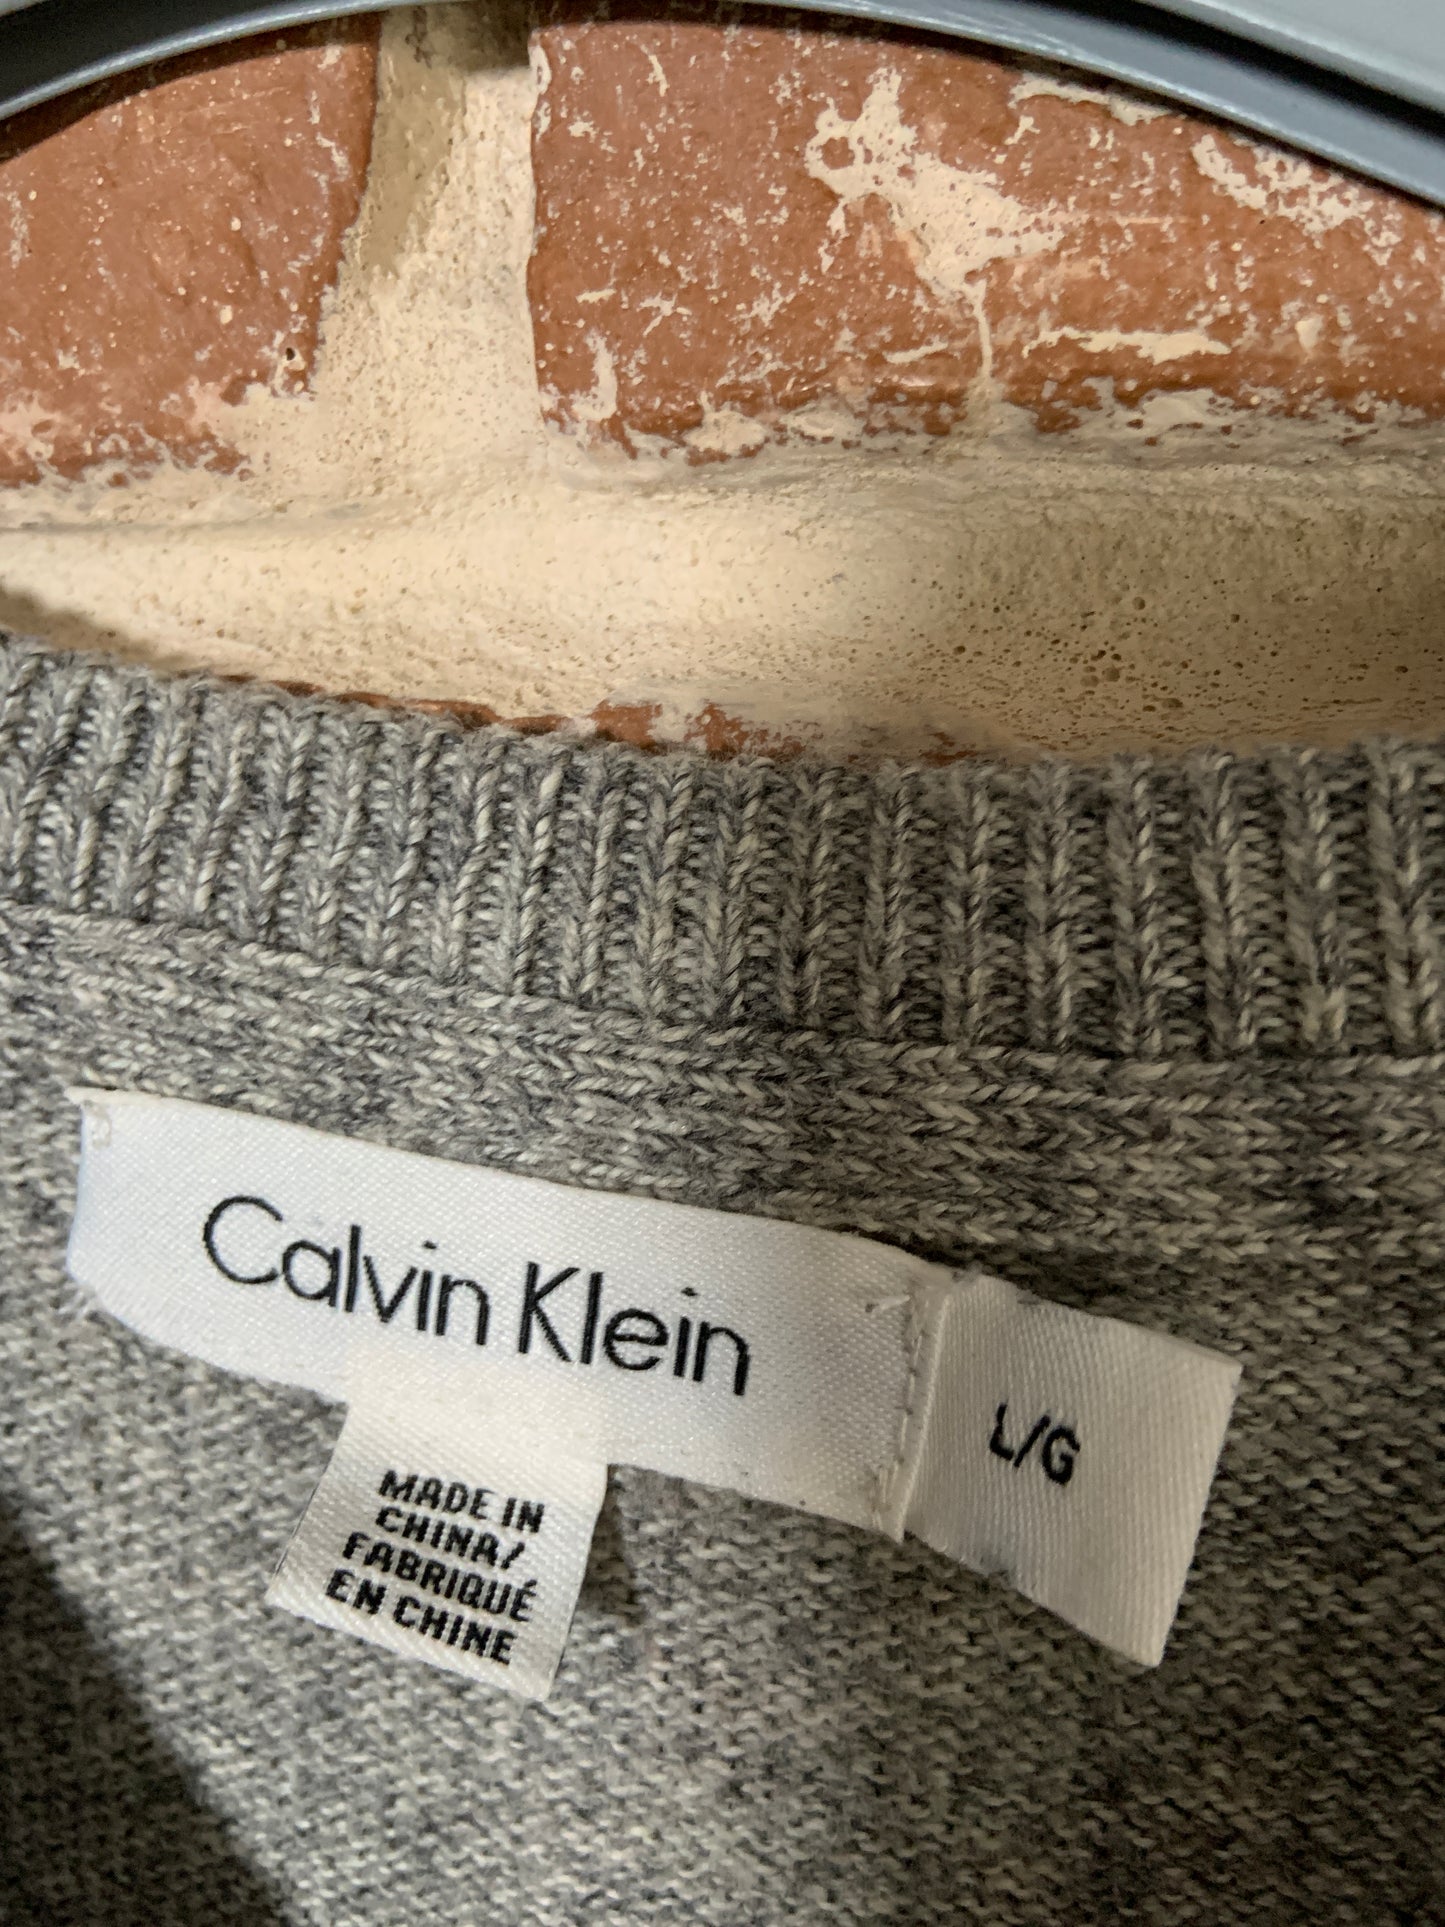 Calvin Klein
L/G
MADE IN
CHINA/
FABRIQUÉ
EN CHINE